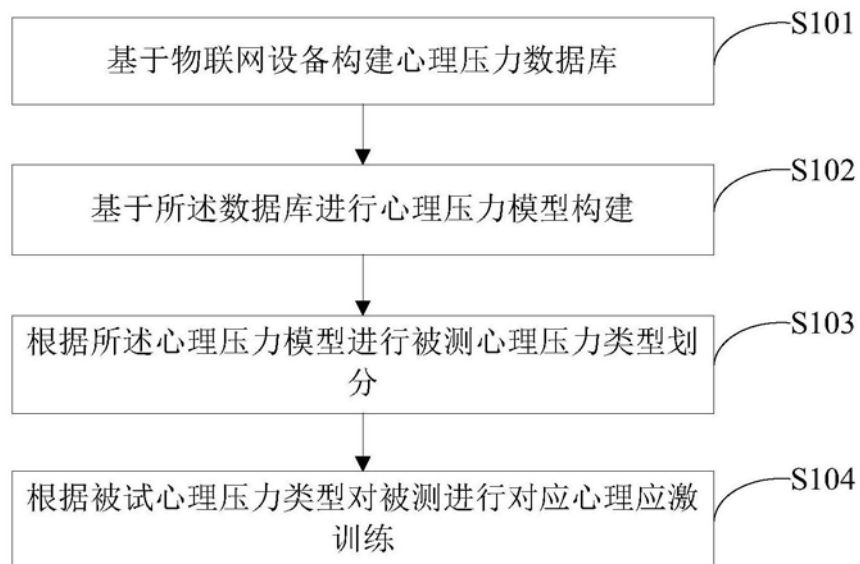 S101
基于物联网设备构建心理压力数据库
S102
基于所述数据库进行心理压力模型构建
S103
根据所述心理压力模型进行被测心理压力类型划
分
S104
根据被试心理压力类型对被测进行对应心理应激
训练